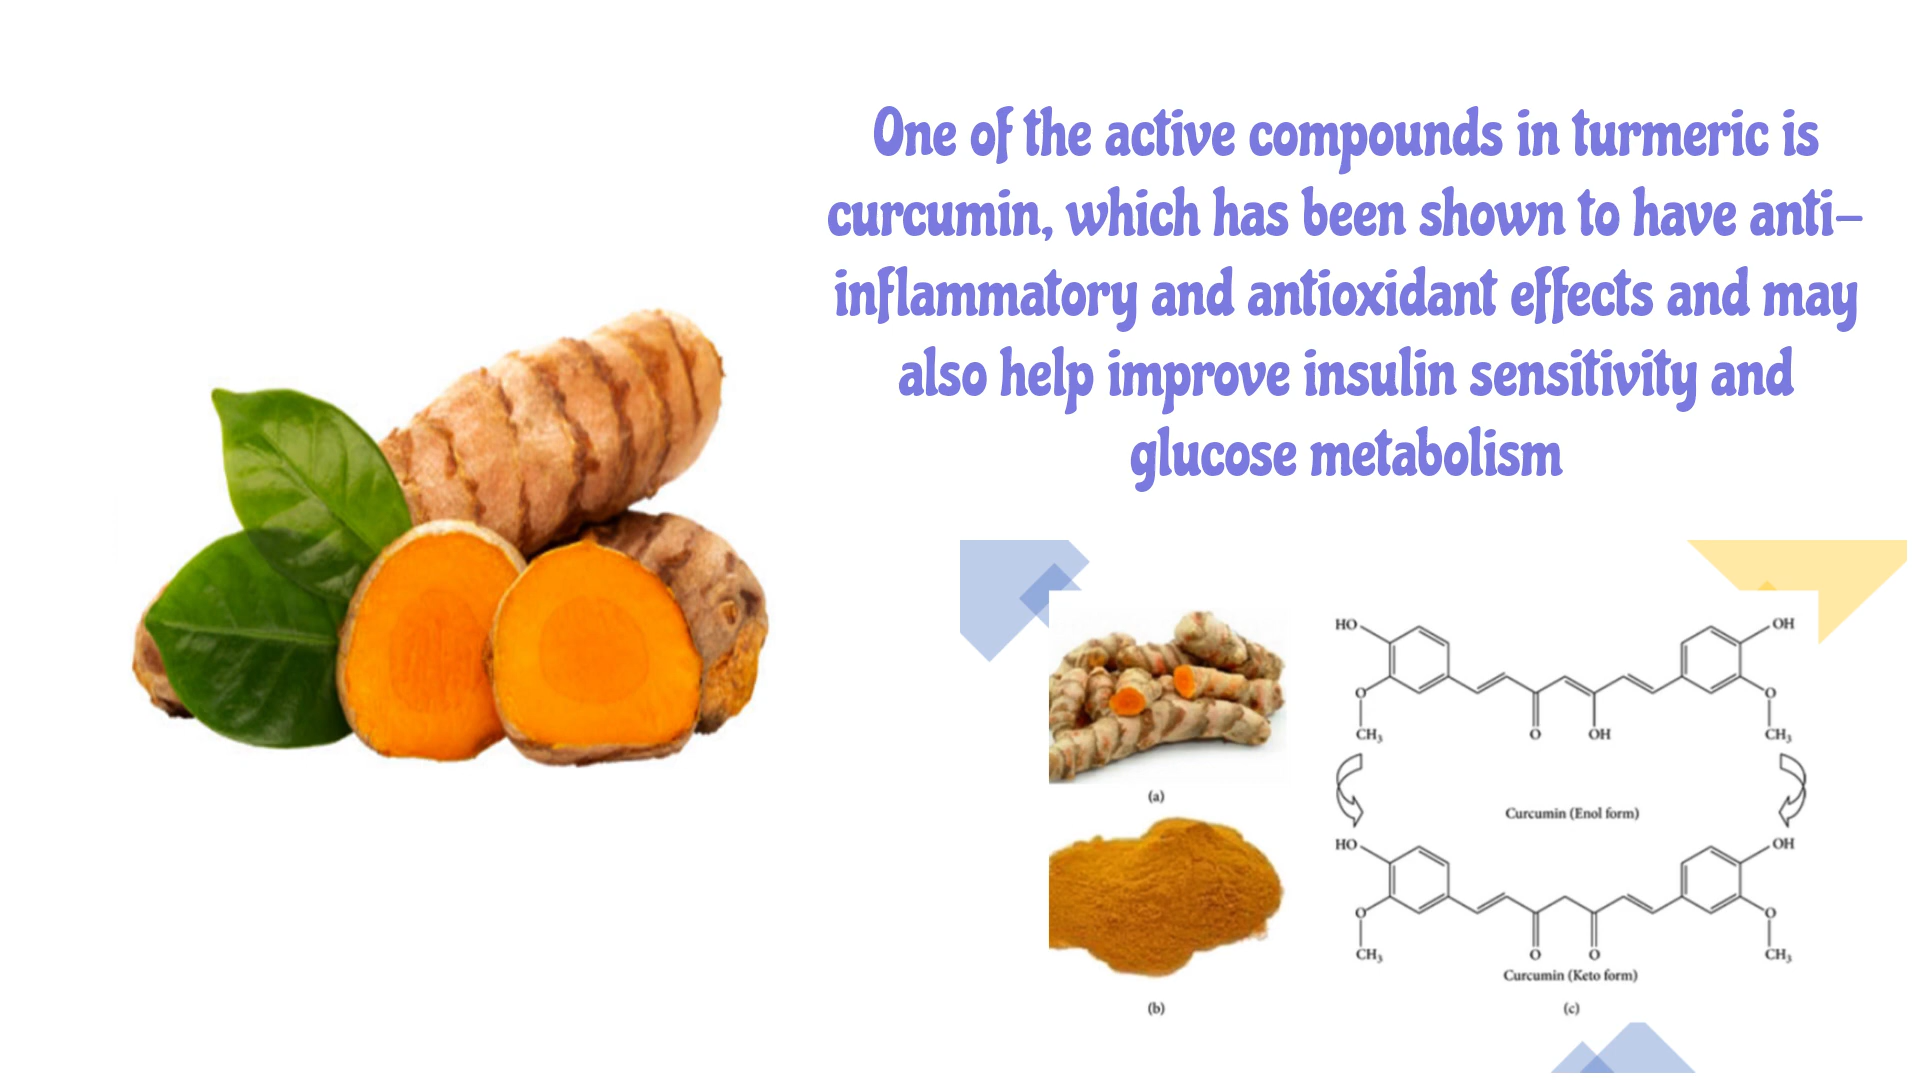 One of the active compounds in turmeric is
curcumin, which has been shown to have anti-
inflammatory and antioxidant effects and may
also help improve insulin sensitivity and
glucose metabolism
HO
OH
O
CH₃
O
OH
O
CH₃
(a)
Curcumin (Enol form)
HO
OH
O
CH₃
O
O
O
CH₃
Curcumin (Keto form)
(b)
(c)